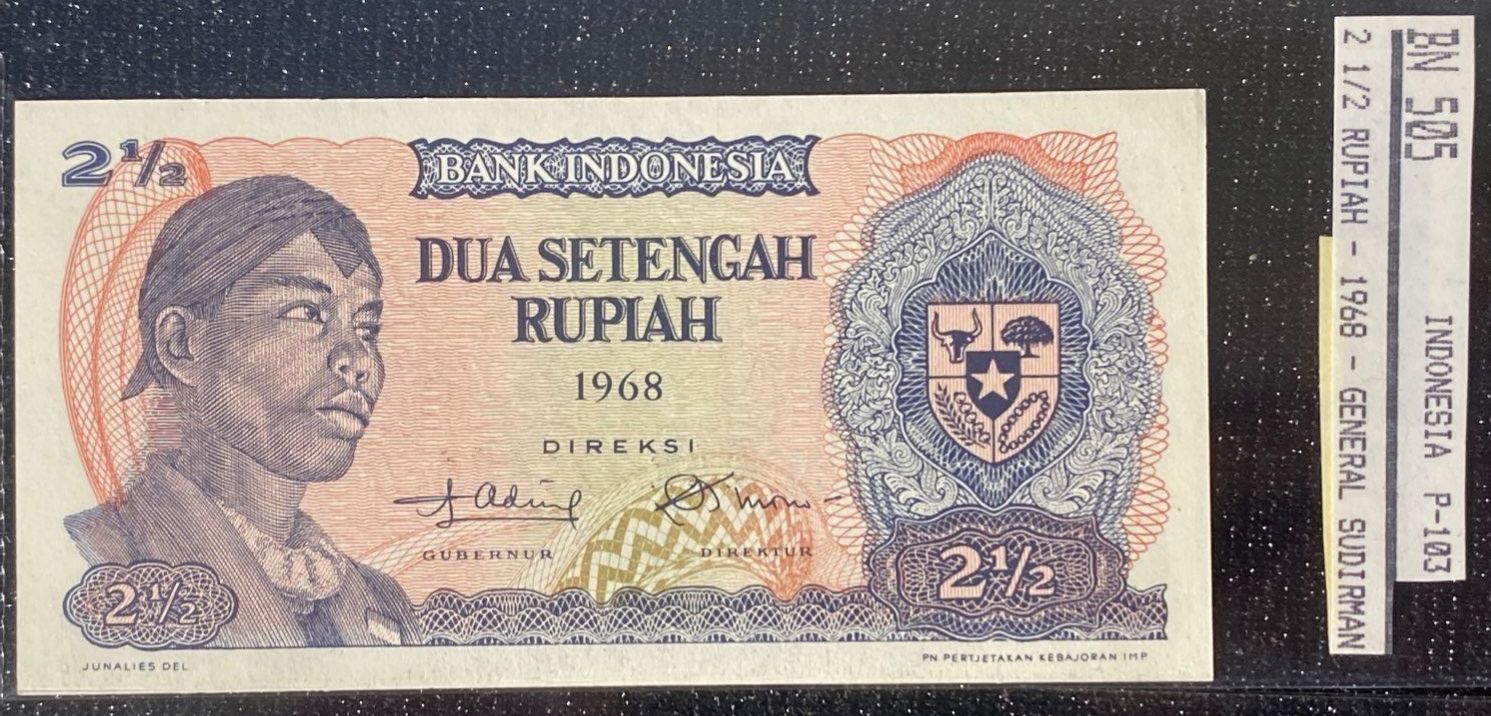 2½
BANK INDONESIA
DUA SETENGAH
RUPIAH
1968
DIREKSI
GUBERNUR
DIREKTUR
2½
2½
JUNALIES DEL.
PN PERTJETAKAN KEBAJORAN IMP.
BN 505 INDONESIA P-103
2 1/2 RUPIAH - 1968 - GENERAL SUDIRMAN